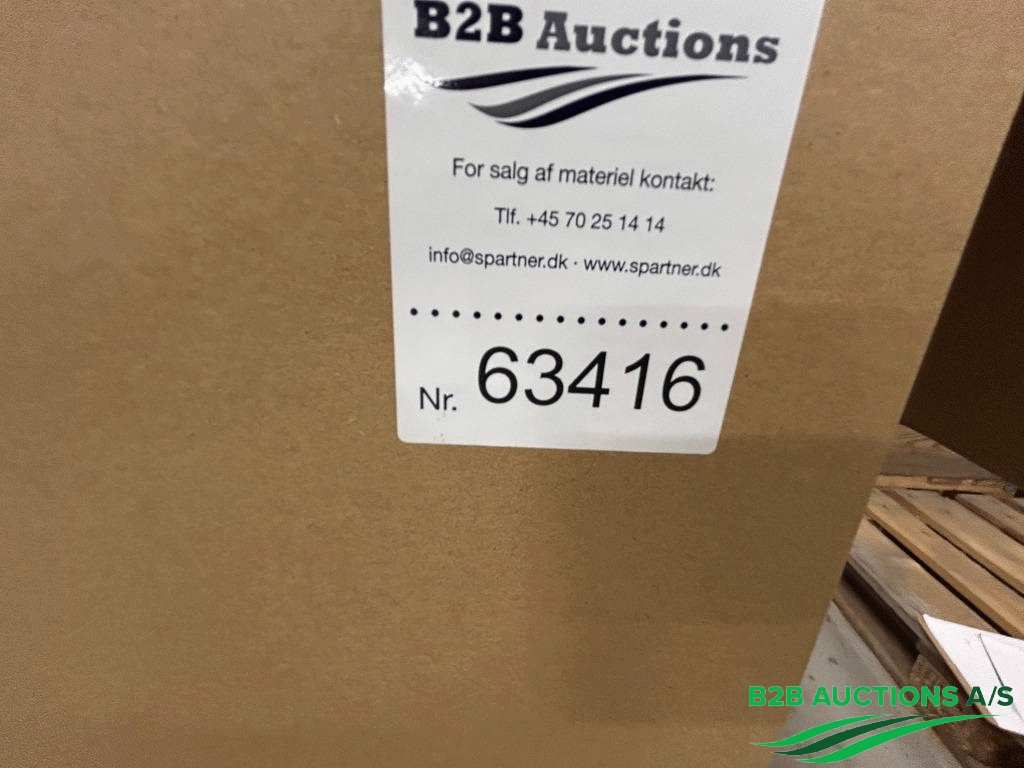 B2B Auctions
For salg af materiel kontakt:
Tlf. +45 70 25 14 14
info@spartner.dk · www.spartner.dk
Nr. 63416
B2B AUCTIONS A/S